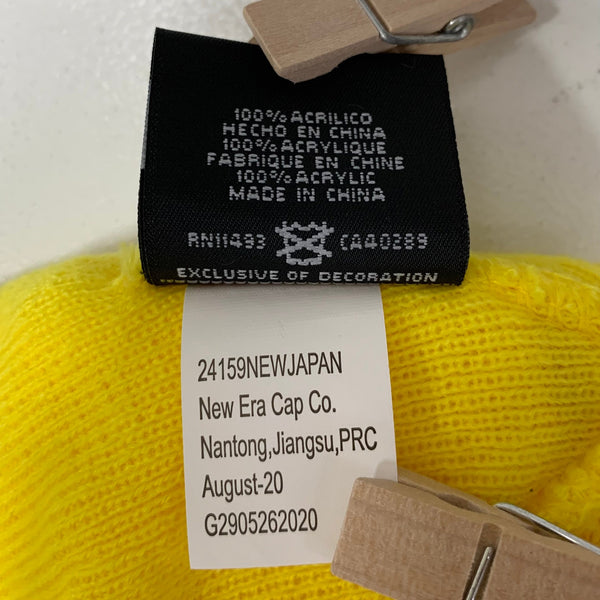 100% ACRILICO
HECHO EN CHINA
100% ACRYLIQUE
FABRIQUE EN CHINE
100% ACRYLIC
MADE IN CHINA
RN11493 CA40289
EXCLUSIVE OF DECORATION
24159NEWJAPAN
New Era Cap Co.
Nantong,Jiangsu,PRC
August-20
G2905262020